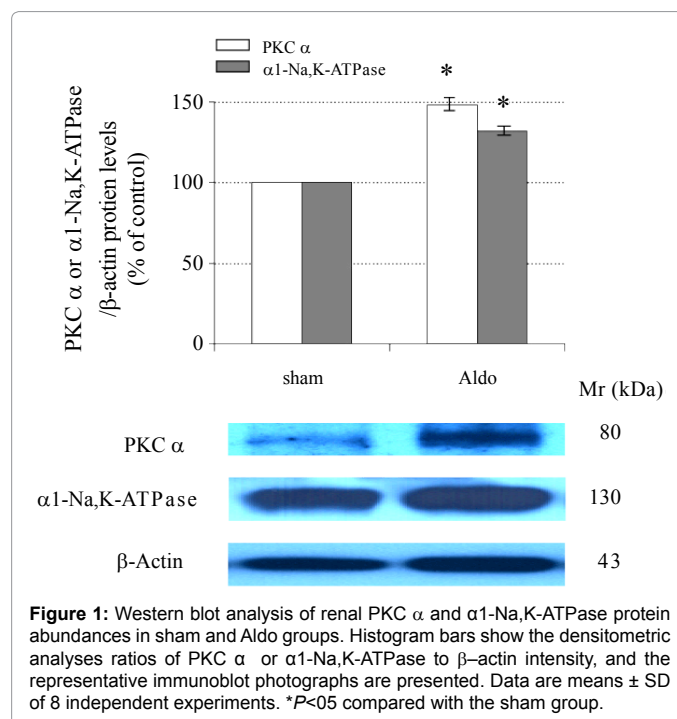 PKC α
α1-Na,K-ATPase
PKC α or α1-Na,K-ATPase
/β-actin protien levels
(% of control)
150
100
50
0
*
*
sham
Aldo
Mr (kDa)
PKC α
80
α1-Na,K-ATPase
130
β-Actin
43
Figure 1: Western blot analysis of renal PKC α and α1-Na,K-ATPase protein
abundances in sham and Aldo groups. Histogram bars show the densitometric
analyses ratios of PKC α or α1-Na,K-ATPase to β–actin intensity, and the
representative immunoblot photographs are presented. Data are means ± SD
of 8 independent experiments. *P<05 compared with the sham group.